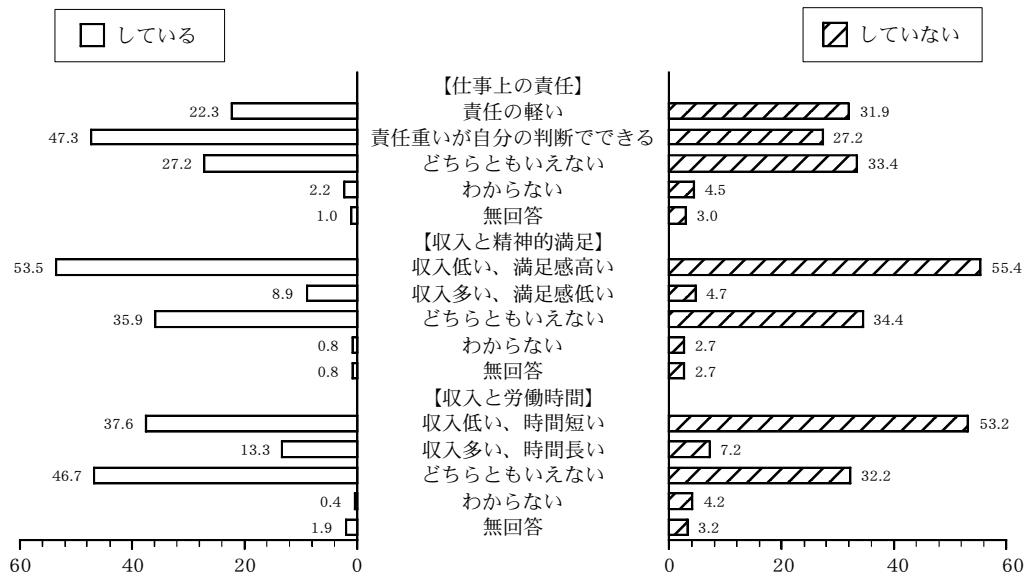 している
していない
【仕事上の責任】
22.3 責任の軽い 31.9
47.3 責任重いが自分の判断でできる 27.2
27.2 どちらともいえない 33.4
2.2 わからない 4.5
1.0 無回答 3.0
【収入と精神的満足】
53.5 収入低い、満足感高い 55.4
8.9 収入多い、満足感低い 4.7
35.9 どちらともいえない 34.4
0.8 わからない 2.7
0.8 無回答 2.7
【収入と労働時間】
37.6 収入低い、時間短い 53.2
13.3 収入多い、時間長い 7.2
46.7 どちらともいえない 32.2
0.4 わからない 4.2
1.9 無回答 3.2
60 40 20 0 0 20 40 60